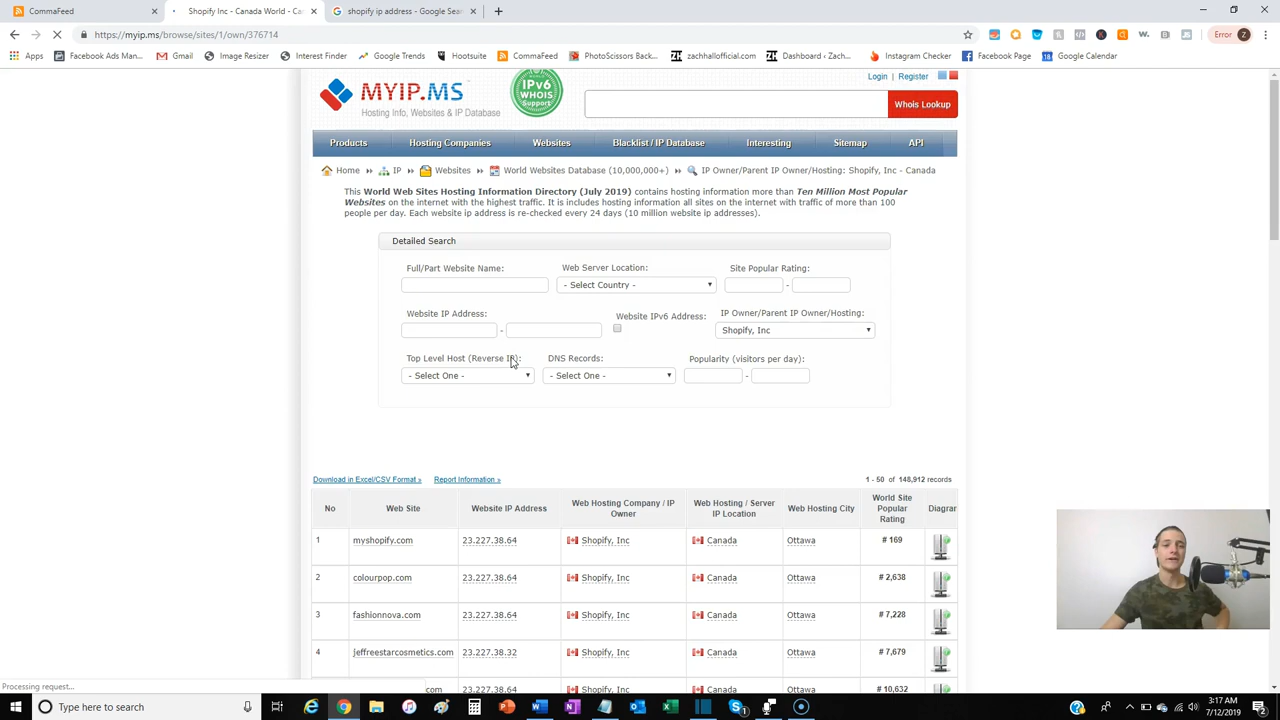 CommaFeed
Shopify Inc - Canada World - Ca
shopify ip address - Google Sea
https://myip.ms/browse/sites/1/own/376714
Error Z
Apps
Facebook Ads Man...
Gmail
Image Resizer
Interest Finder
Google Trends
Hootsuite
CommaFeed
PhotoScissors Back...
zachhallofficial.com
Dashboard ‹ Zach...
Instagram Checker
Facebook Page
Google Calendar
Login | Register
MYIP.MS
Hosting Info, Websites & IP Database
IPv6
WHOIS
Support
Whois Lookup
Products Hosting Companies Websites Blacklist / IP Database Interesting Sitemap API
Home IP Websites World Websites Database (10,000,000+) IP Owner/Parent IP Owner/Hosting: Shopify, Inc - Canada
This World Web Sites Hosting Information Directory (July 2019) contains hosting information more than Ten Million Most Popular
Websites on the internet with the highest traffic. It is includes hosting information all sites on the internet with traffic of more than 100
people per day. Each website ip address is re-checked every 24 days (10 million website ip addresses).
Detailed Search
Full/Part Website Name: Web Server Location: Site Popular Rating:
- Select Country - -
Website IP Address: Website IPv6 Address: IP Owner/Parent IP Owner/Hosting:
- Shopify, Inc
Top Level Host (Reverse IP): DNS Records: Popularity (visitors per day):
- Select One - - Select One - -
Download in Excel/CSV Format » Report Information » 1 - 50 of 148,912 records
No Web Site Website IP Address Web Hosting Company / IP Owner Web Hosting / Server IP Location Web Hosting City World Site Popular Rating Diagram
1 myshopify.com 23.227.38.64 Shopify, Inc Canada Ottawa # 169
2 colourpop.com 23.227.38.64 Shopify, Inc Canada Ottawa # 2,638
3 fashionnova.com 23.227.38.64 Shopify, Inc Canada Ottawa # 7,228
4 jeffreestarcosmetics.com 23.227.38.32 Shopify, Inc Canada Ottawa # 7,679
.com 23.227.38.64 Shopify, Inc Canada Ottawa # 10,632
Processing request...
Type here to search
3:17 AM
7/12/2019